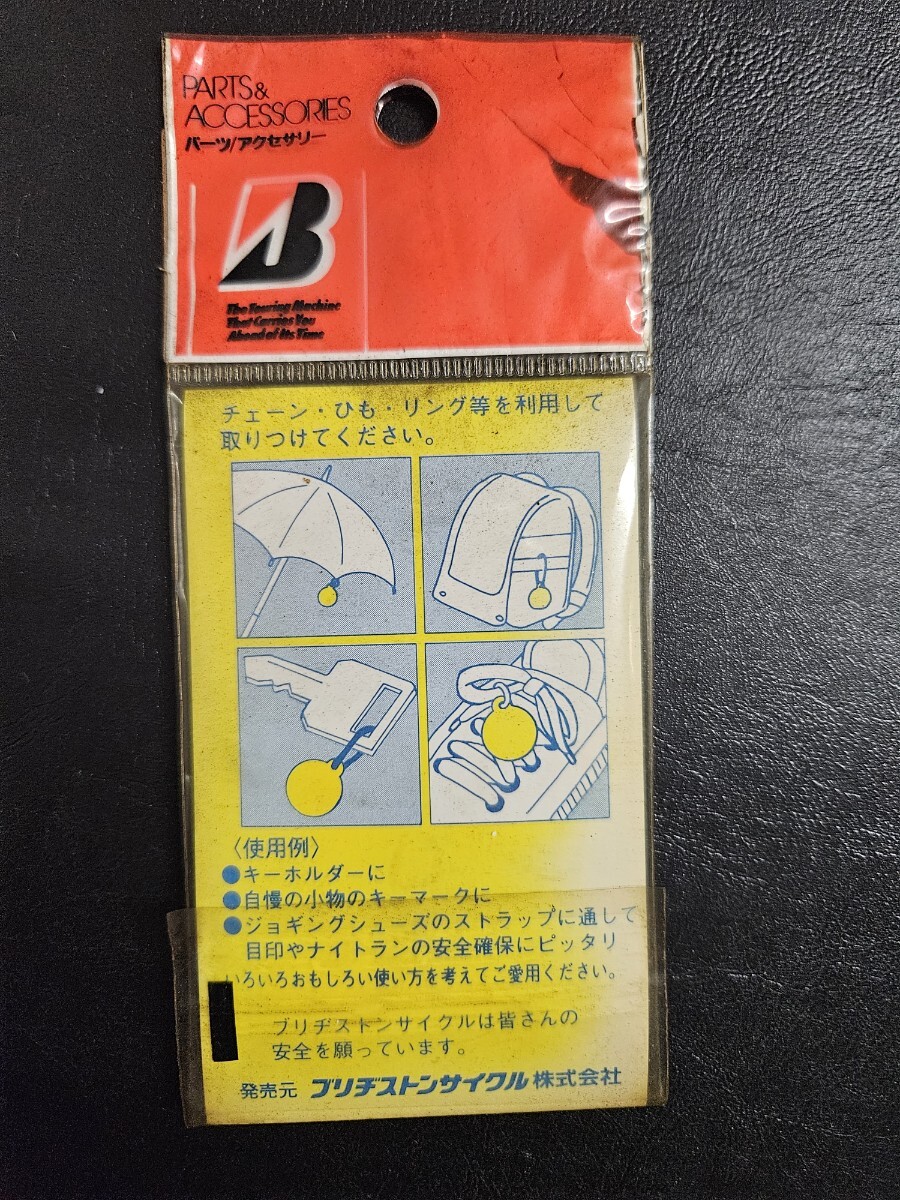 PARTS&
ACCESSORIES
パーツ/アクセサリー
B
The Touring Machine
That Carries You
Ahead of Its Time
チェーン・ひも・リング等を利用して
取りつけてください。
〈使用例〉
●キーホルダーに
●自慢の小物のキーマークに
●ジョギングシューズのストラップに通して
目印やナイトランの安全確保にピッタリ
いろいろおもしろい使い方を考えてご愛用ください。
ブリヂストンサイクルは皆さんの
安全を願っています。
発売元 ブリヂストンサイクル株式会社